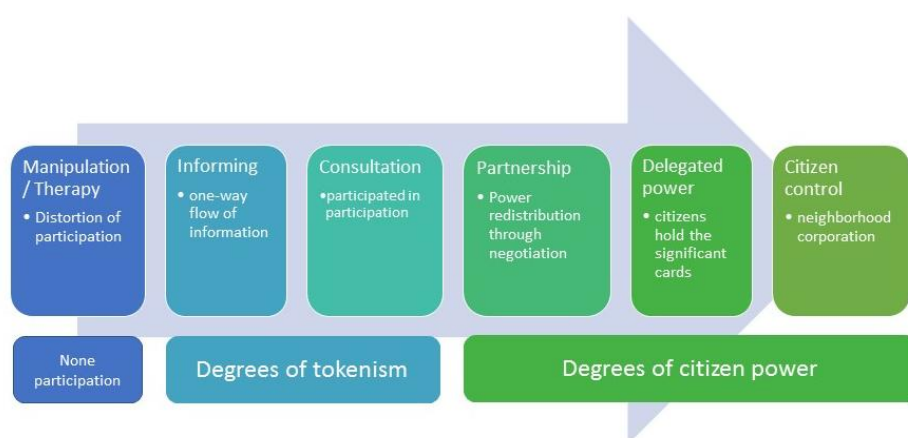 Manipulation
/ Therapy
• Distortion of
participation
Informing
• one-way
flow of
information
Consultation
•participated in
participation
Partnership
• Power
redistribution
through
negotiation
Delegated
power
• citizens
hold the
significant
cards
Citizen
control
• neighborhood
corporation
None
participation
Degrees of tokenism
Degrees of citizen power